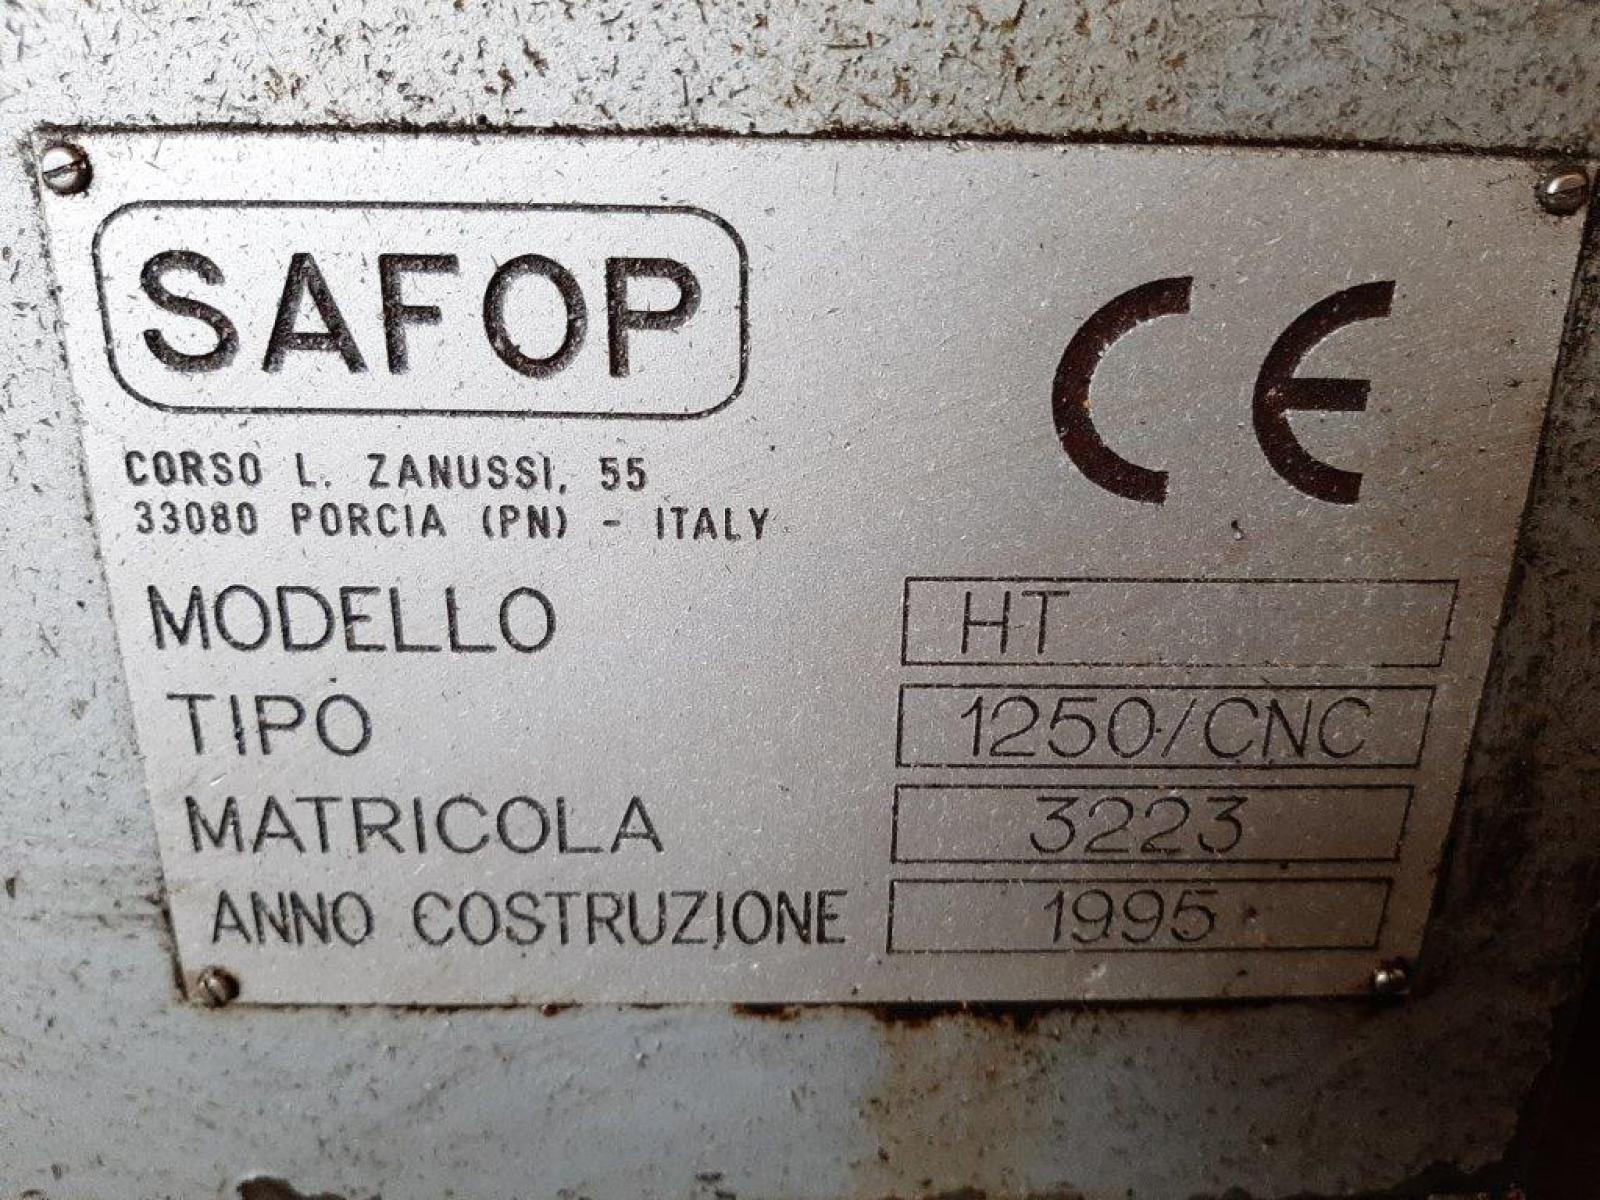 SAFOP
CE
CORSO L. ZANUSSI, 55
33080 PORCIA (PN) - ITALY
MODELLO HT
TIPO 1250/CNC
MATRICOLA 3223
ANNO COSTRUZIONE 1995